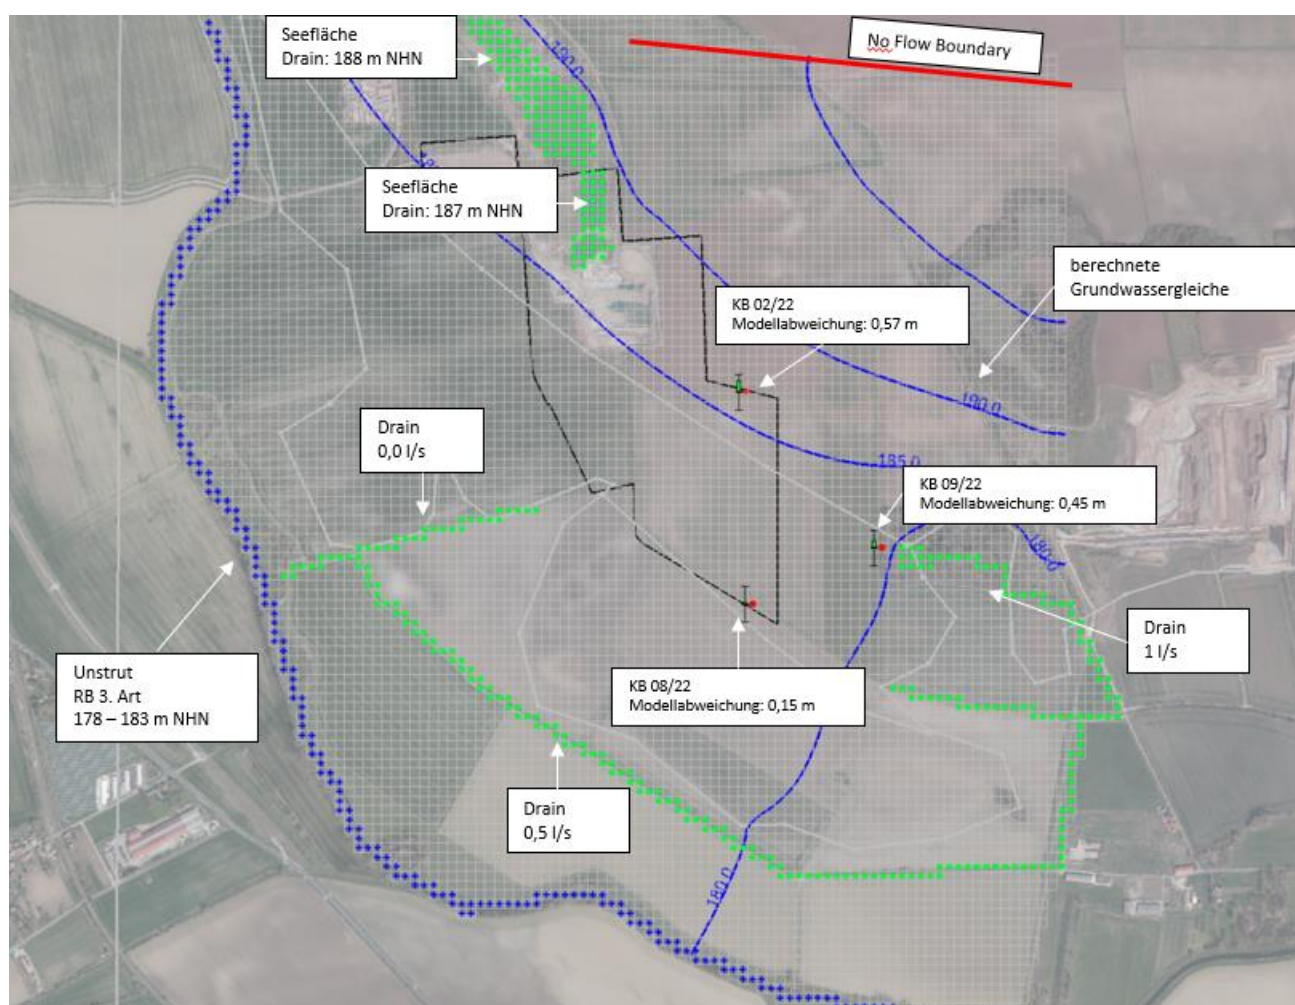 Seefläche
Drain: 188 m NHN
No Flow Boundary
190.0
Seefläche
Drain: 187 m NHN
berechnete
Grundwassergleiche
KB 02/22
Modellabweichung: 0,57 m
190.0
Drain
0,0 l/s
185.0
KB 09/22
Modellabweichung: 0,45 m
180.0
Drain
1 l/s
Unstrut
RB 3. Art
178 – 183 m NHN
KB 08/22
Modellabweichung: 0,15 m
Drain
0,5 l/s
180.0